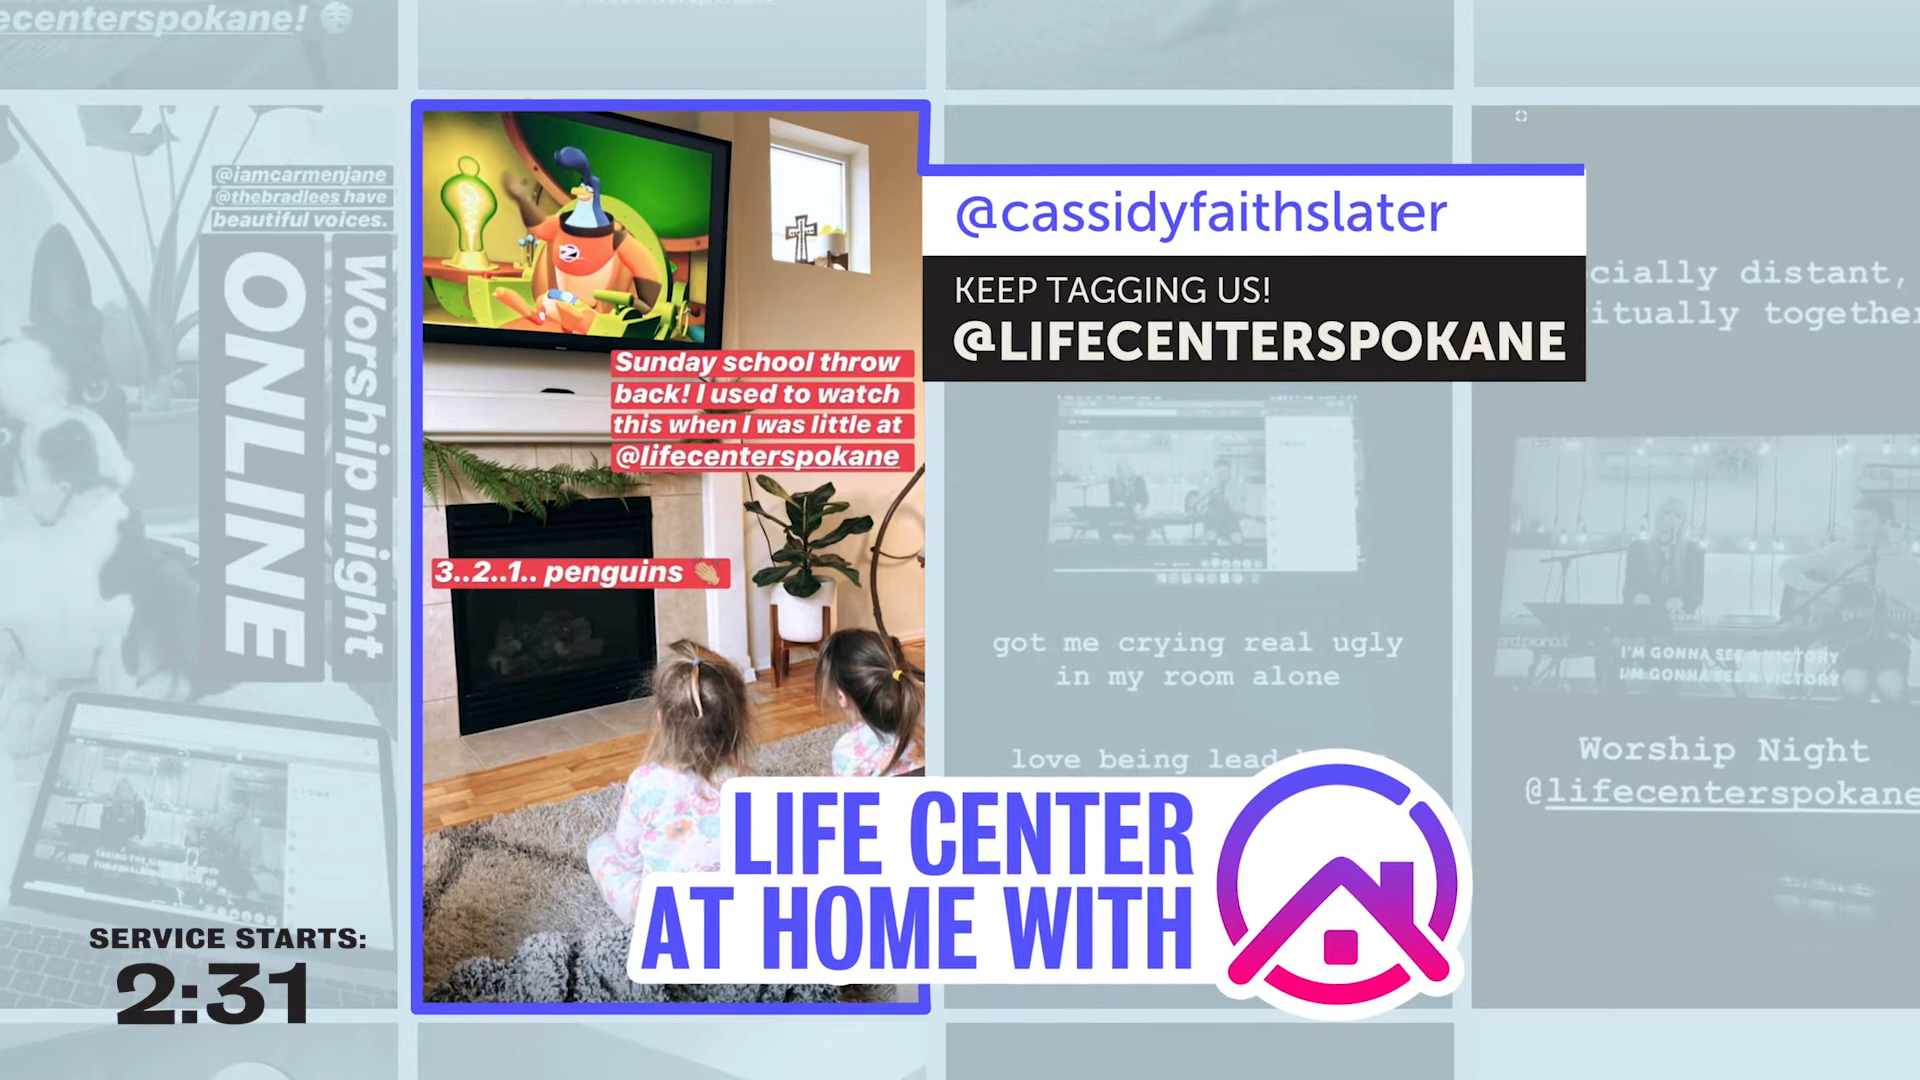 ecenterspokane!
@iamcarmenjane
@thebradlees have
beautiful voices.
Worship night
ONLINE
SERVICE STARTS:
2:31
Sunday school throw
back! I used to watch
this when I was little at
@lifecenterspokane
3..2..1.. penguins 👏🏼
@cassidyfaithslater
KEEP TAGGING US!
@LIFECENTERSPOKANE
LIFE CENTER
AT HOME WITH
got me crying real ugly
in my room alone
love being lead
cially distant,
itually together
I'M GONNA SEE A VICTORY
I'M GONNA SEE A VICTORY
Worship Night
@lifecenterspokane